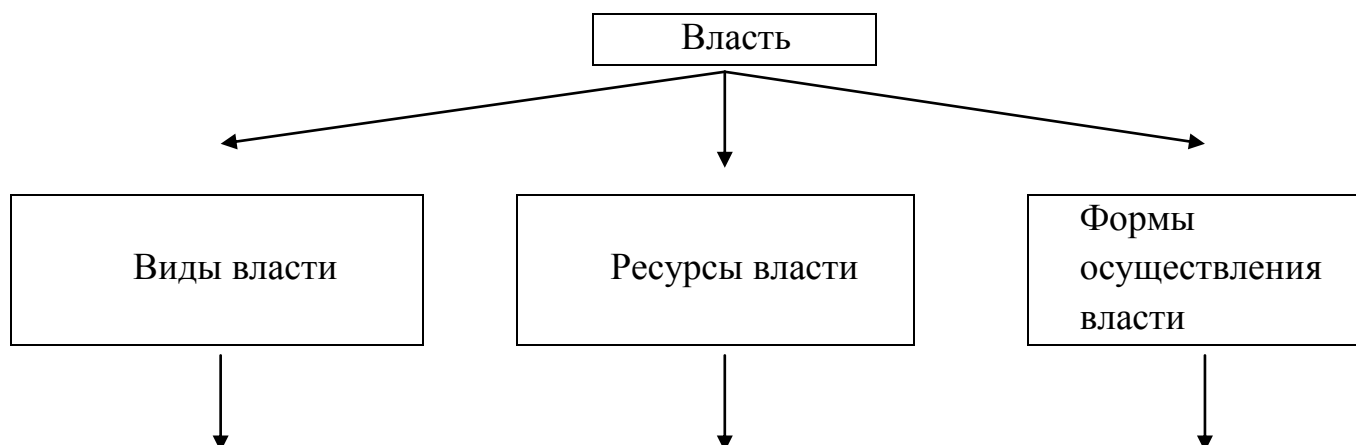 Власть
Виды власти
Ресурсы власти
Формы
осуществления
власти